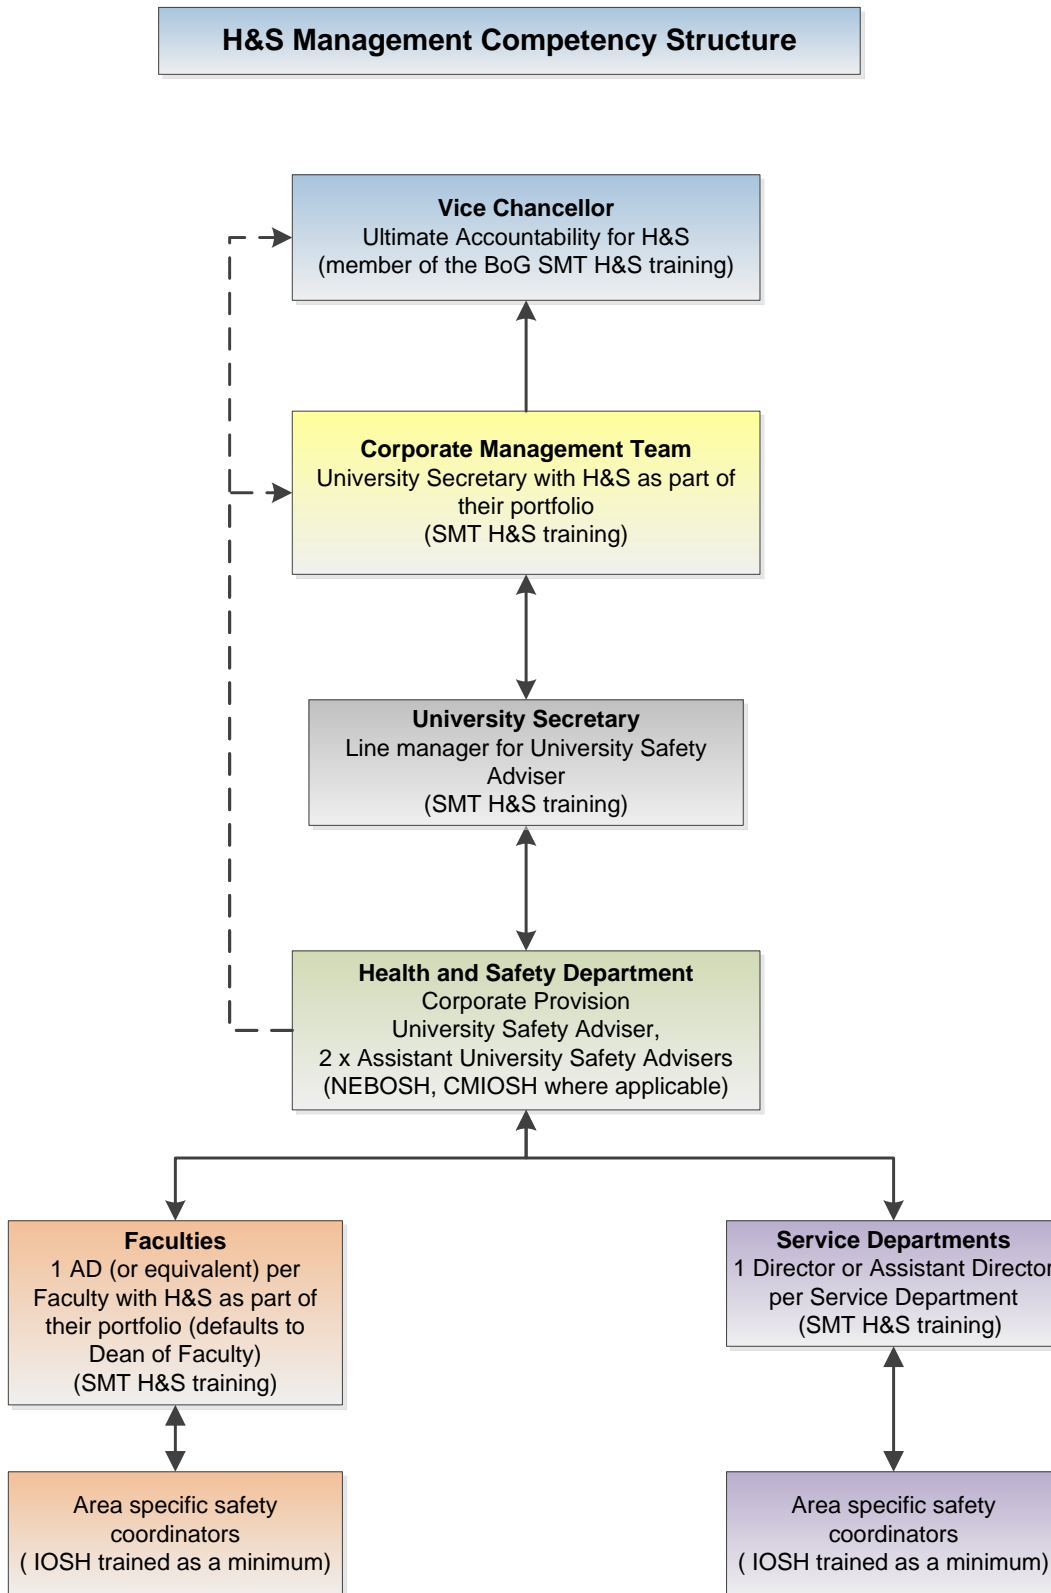 H&S Management Competency Structure
Vice Chancellor
Ultimate Accountability for H&S
(member of the BoG SMT H&S training)
Corporate Management Team
University Secretary with H&S as part of
their portfolio
(SMT H&S training)
University Secretary
Line manager for University Safety
Adviser
(SMT H&S training)
Health and Safety Department
Corporate Provision
University Safety Adviser,
2 x Assistant University Safety Advisers
(NEBOSH, CMIOSH where applicable)
Faculties
1 AD (or equivalent) per
Faculty with H&S as part of
their portfolio (defaults to
Dean of Faculty)
(SMT H&S training)
Service Departments
1 Director or Assistant Director
per Service Department
(SMT H&S training)
Area specific safety
coordinators
( IOSH trained as a minimum)
Area specific safety
coordinators
( IOSH trained as a minimum)